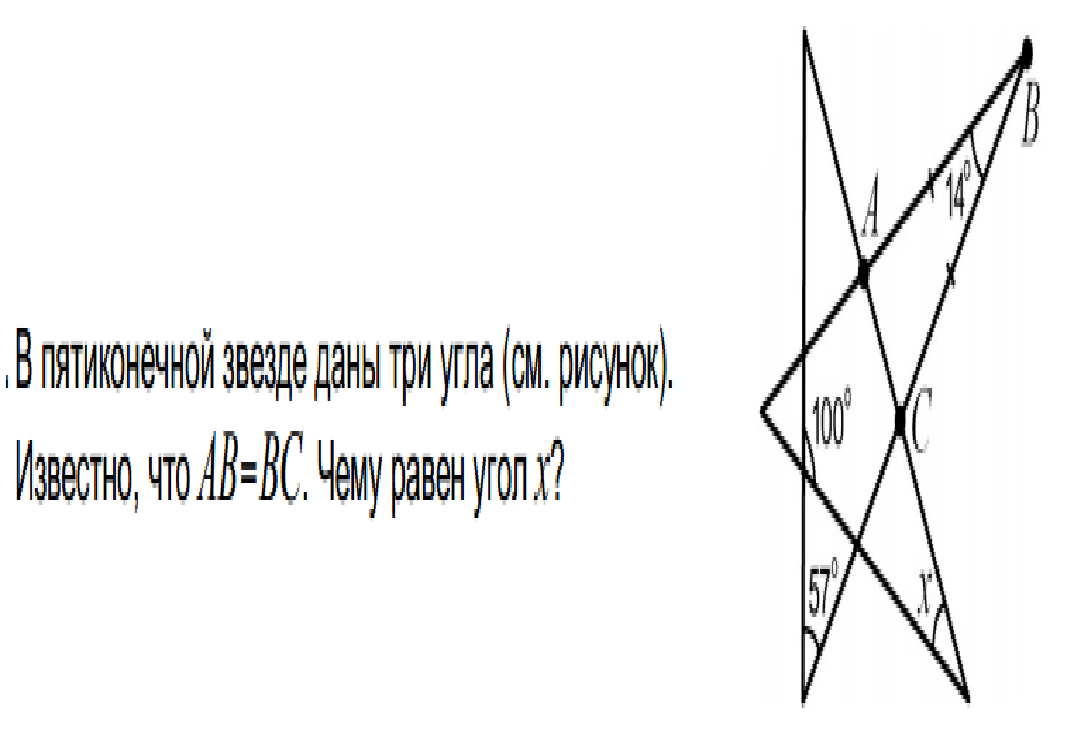 . В пятиконечной звезде даны три угла (см. рисунок).
Известно, что AB=BC. Чему равен угол x?
B
14°
A
100°
C
57°
x